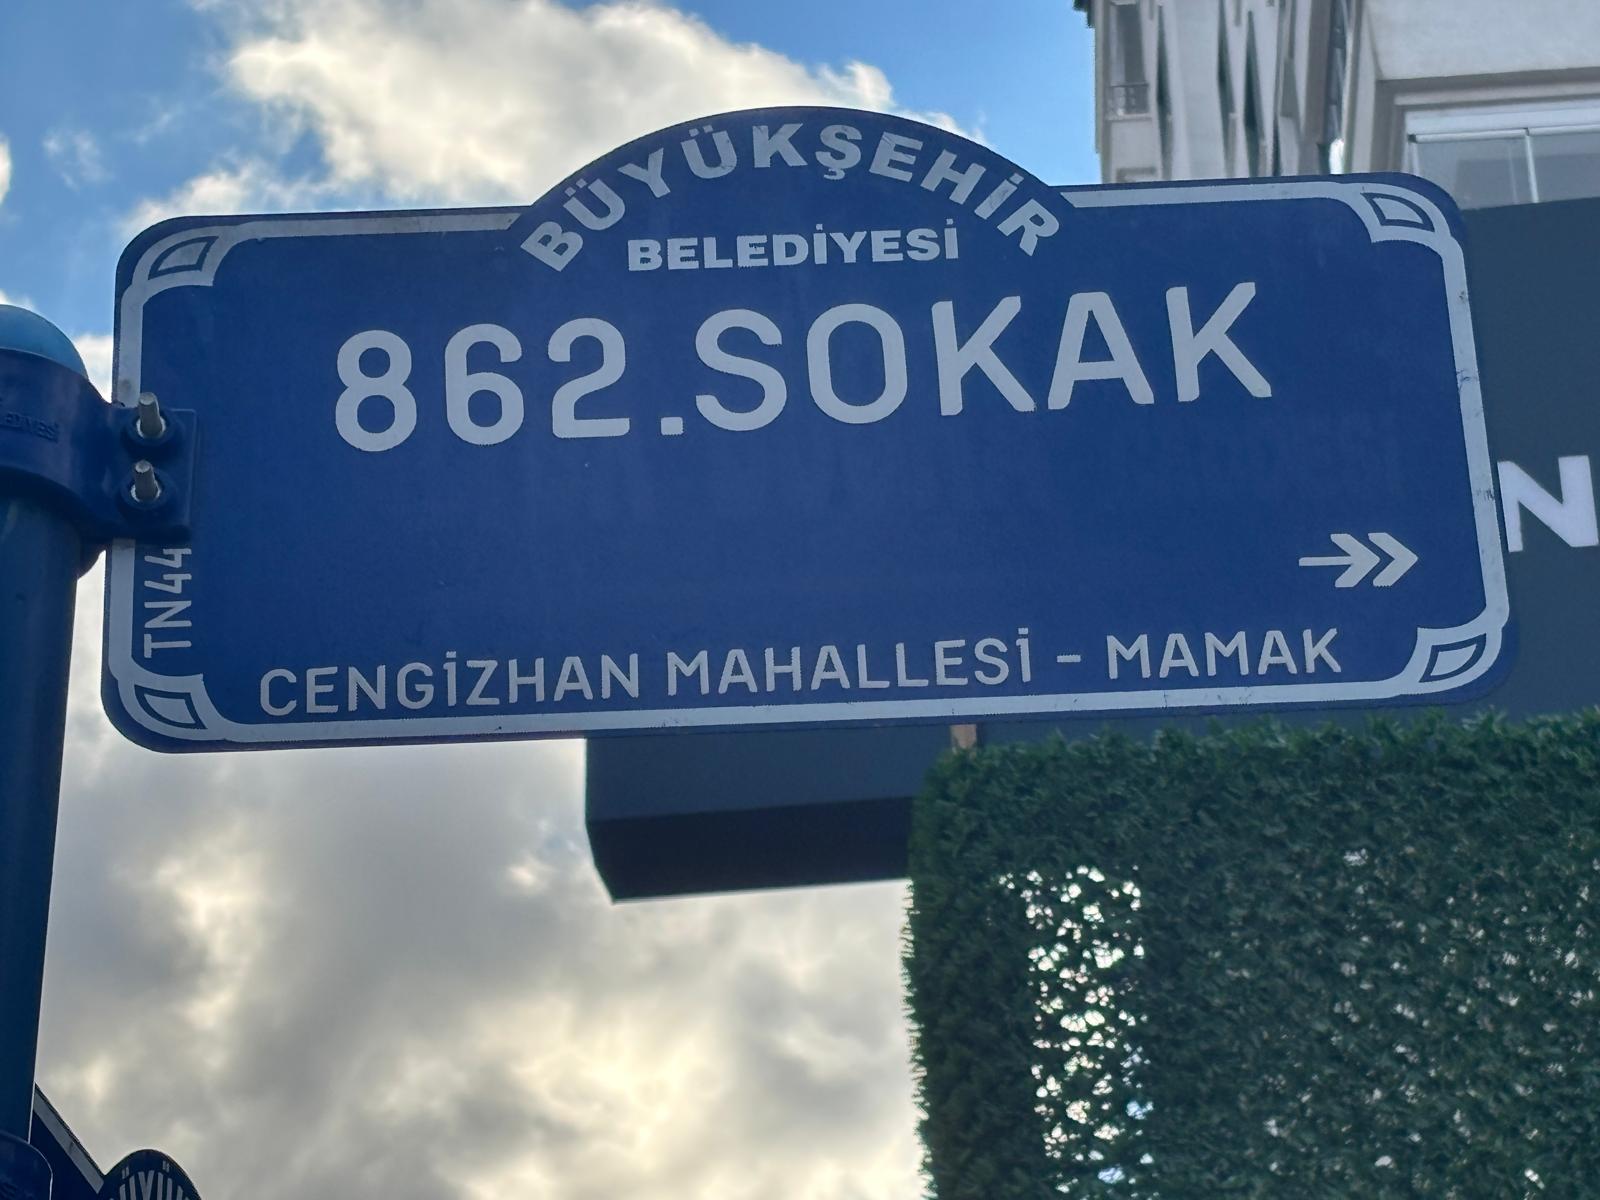 BÜYÜKŞEHİR
BELEDİYESİ
862.SOKAK
TN44
CENGİZHAN MAHALLESİ - MAMAK
N